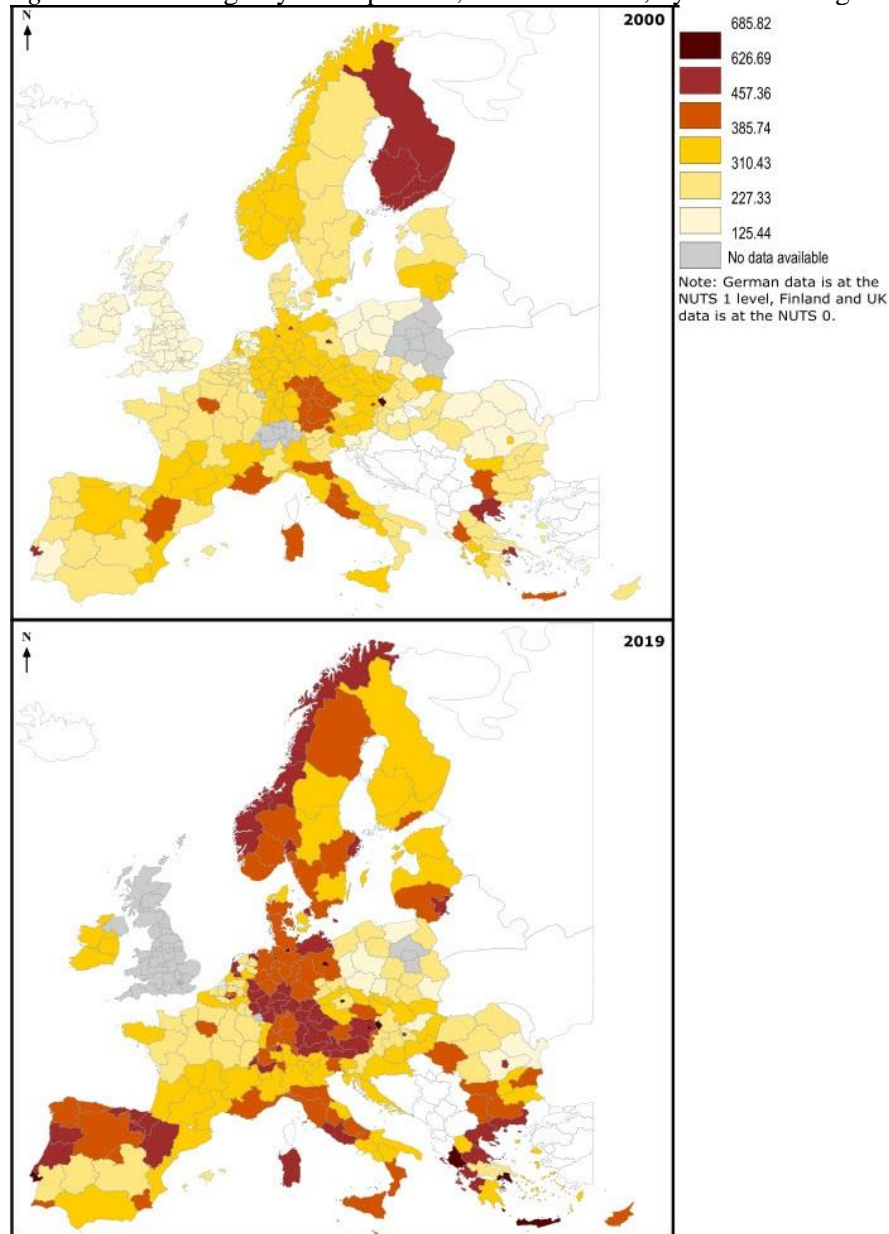 N
2000
685.82
626.69
457.36
385.74
310.43
227.33
125.44
No data available
Note: German data is at the
NUTS 1 level, Finland and UK
data is at the NUTS 0.
N
2019